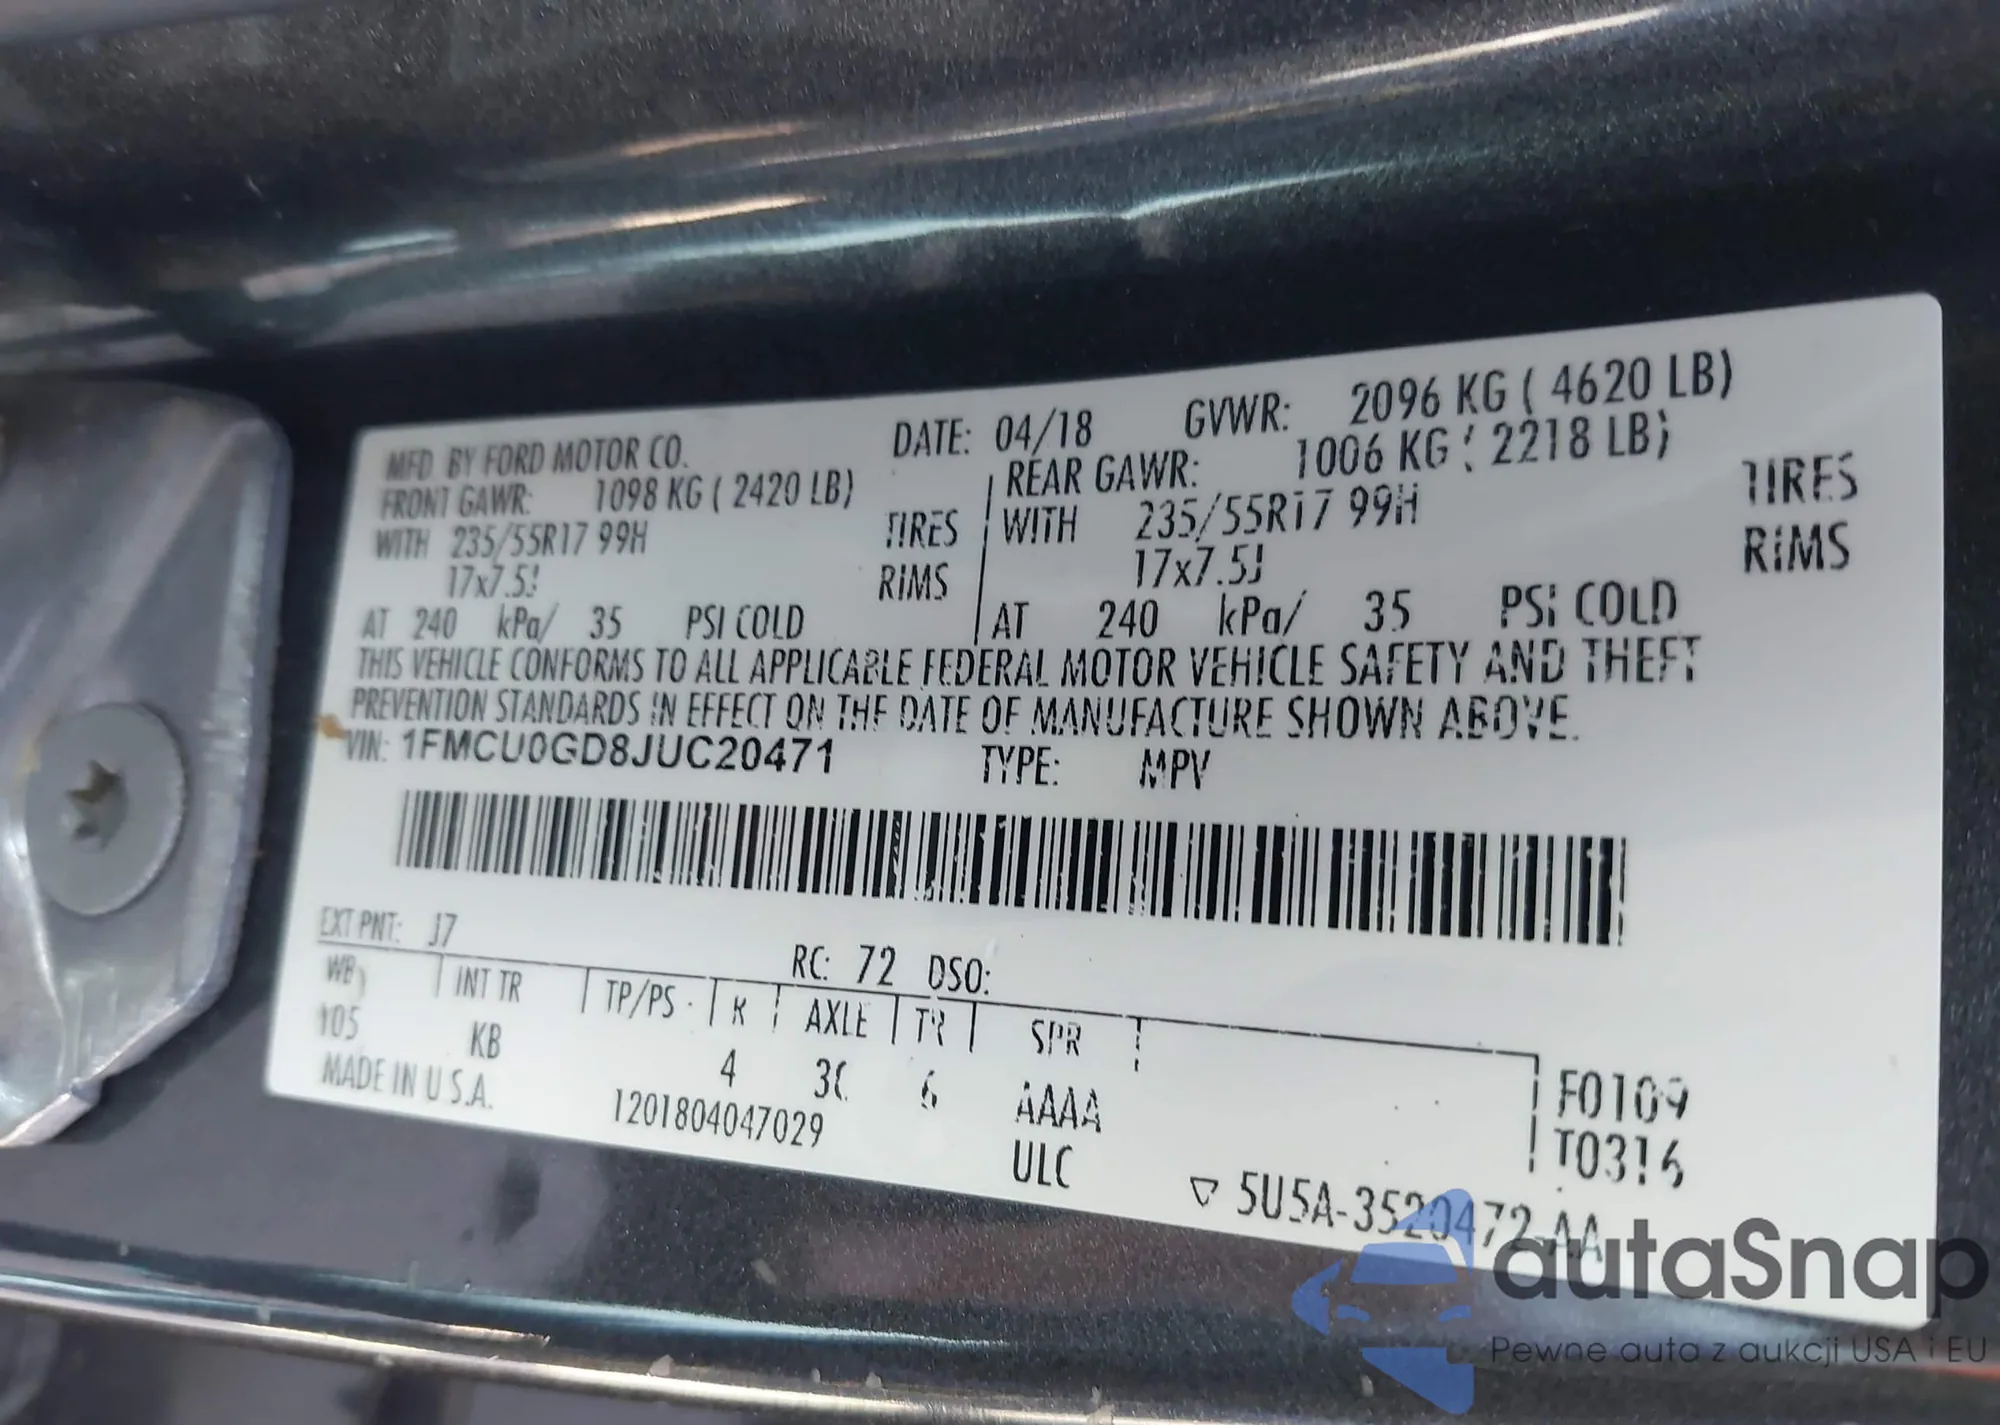 MFD BY FORD MOTOR CO. DATE: 04/18 GVWR: 2096 KG ( 4620 LB)
FRONT GAWR: 1098 KG ( 2420 LB) REAR GAWR: 1006 KG ( 2218 LB)
WITH 235/55R17 99H TIRES WITH 235/55R17 99H TIRES
17x7.5J RIMS 17x7.5J RIMS
AT 240 kPa/ 35 PSI COLD AT 240 kPa/ 35 PSI COLD
THIS VEHICLE CONFORMS TO ALL APPLICABLE FEDERAL MOTOR VEHICLE SAFETY AND THEFT
PREVENTION STANDARDS IN EFFECT ON THE DATE OF MANUFACTURE SHOWN ABOVE.
VIN: 1FMCU0GD8JUC20471 TYPE: MPV
EXT PNT: J7 RC: 72 DSO:
WB INT TR TP/PS R AXLE TR SPR
105 KB 4 6 AAAA F0109
MADE IN U.S.A. 1201804047029 ULC T0316
▽ 5U5A-3520472-AA
autaSnap
Pewne auta z aukcji USA i EU